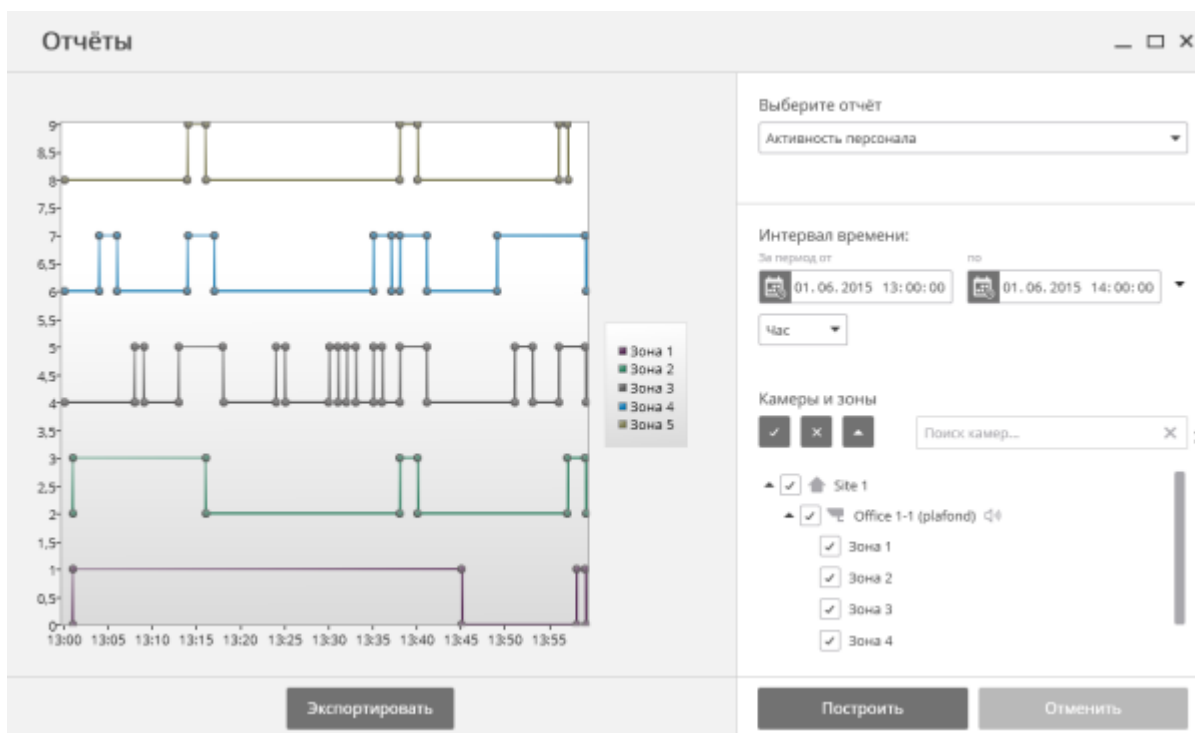 Отчёты
9
8,5
8
7,5
7
6,5
6
5,5
5
4,5
4
3,5
3
2,5
2
1,5
1
0,5
0
13:00 13:05 13:10 13:15 13:20 13:25 13:30 13:35 13:40 13:45 13:50 13:55
Зона 1
Зона 2
Зона 3
Зона 4
Зона 5
Экспортировать
Выберите отчёт
Активность персонала
Интервал времени:
За период от
по
01.06.2015 13:00:00
01.06.2015 14:00:00
Час
Камеры и зоны
Поиск камер...
Site 1
Office 1-1 (plafond)
Зона 1
Зона 2
Зона 3
Зона 4
Построить
Отменить